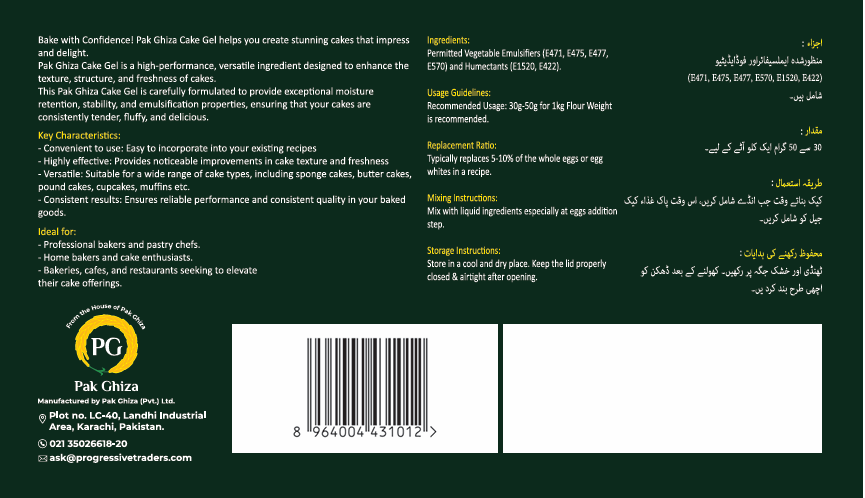 Bake with Confidence! Pak Ghiza Cake Gel helps you create stunning cakes that impress
and delight.
Pak Ghiza Cake Gel is a high-performance, versatile ingredient designed to enhance the
texture, structure, and freshness of cakes.
This Pak Ghiza Cake Gel is carefully formulated to provide exceptional moisture
retention, stability, and emulsification properties, ensuring that your cakes are
consistently tender, fluffy, and delicious.
Key Characteristics:
- Convenient to use: Easy to incorporate into your existing recipes
- Highly effective: Provides noticeable improvements in cake texture and freshness
- Versatile: Suitable for a wide range of cake types, including sponge cakes, butter cakes,
pound cakes, cupcakes, muffins etc.
- Consistent results: Ensures reliable performance and consistent quality in your baked
goods.
Ideal for:
- Professional bakers and pastry chefs.
- Home bakers and cake enthusiasts.
- Bakeries, cafes, and restaurants seeking to elevate
their cake offerings.
From the House of Pak Ghiza
PG
Pak Ghiza
Manufactured by Pak Ghiza (Pvt.) Ltd.
Plot no. LC-40, Landhi Industrial
Area, Karachi, Pakistan.
021 35026618-20
ask@progressivetraders.com
Ingredients:
Permitted Vegetable Emulsifiers (E471, E475, E477,
E570) and Humectants (E1520, E422).
Usage Guidelines:
Recommended Usage: 30g-50g for 1kg Flour Weight
is recommended.
Replacement Ratio:
Typically replaces 5-10% of the whole eggs or egg
whites in a recipe.
Mixing Instructions:
Mix with liquid ingredients especially at eggs addition
step.
Storage Instructions:
Store in a cool and dry place. Keep the lid properly
closed & airtight after opening.
اجزاء :
منظور شدہ ایملسیفائر اور فوڈ ایڈیٹیو
(E471, E475, E477, E570, E1520, E422)
شامل ہیں۔
مقدار :
30 سے 50 گرام ایک کلو آٹے کے لیے۔
طریقہ استعمال :
کیک بناتے وقت جب انڈے شامل کریں، اس وقت پاک غذاء کیک
جیل کو شامل کریں۔
محفوظ رکھنے کی ہدایات :
ٹھنڈی اور خشک جگہ پر رکھیں۔ کھولنے کے بعد ڈھکن کو
اچھی طرح بند کرد یں۔
8 964004 431012 >